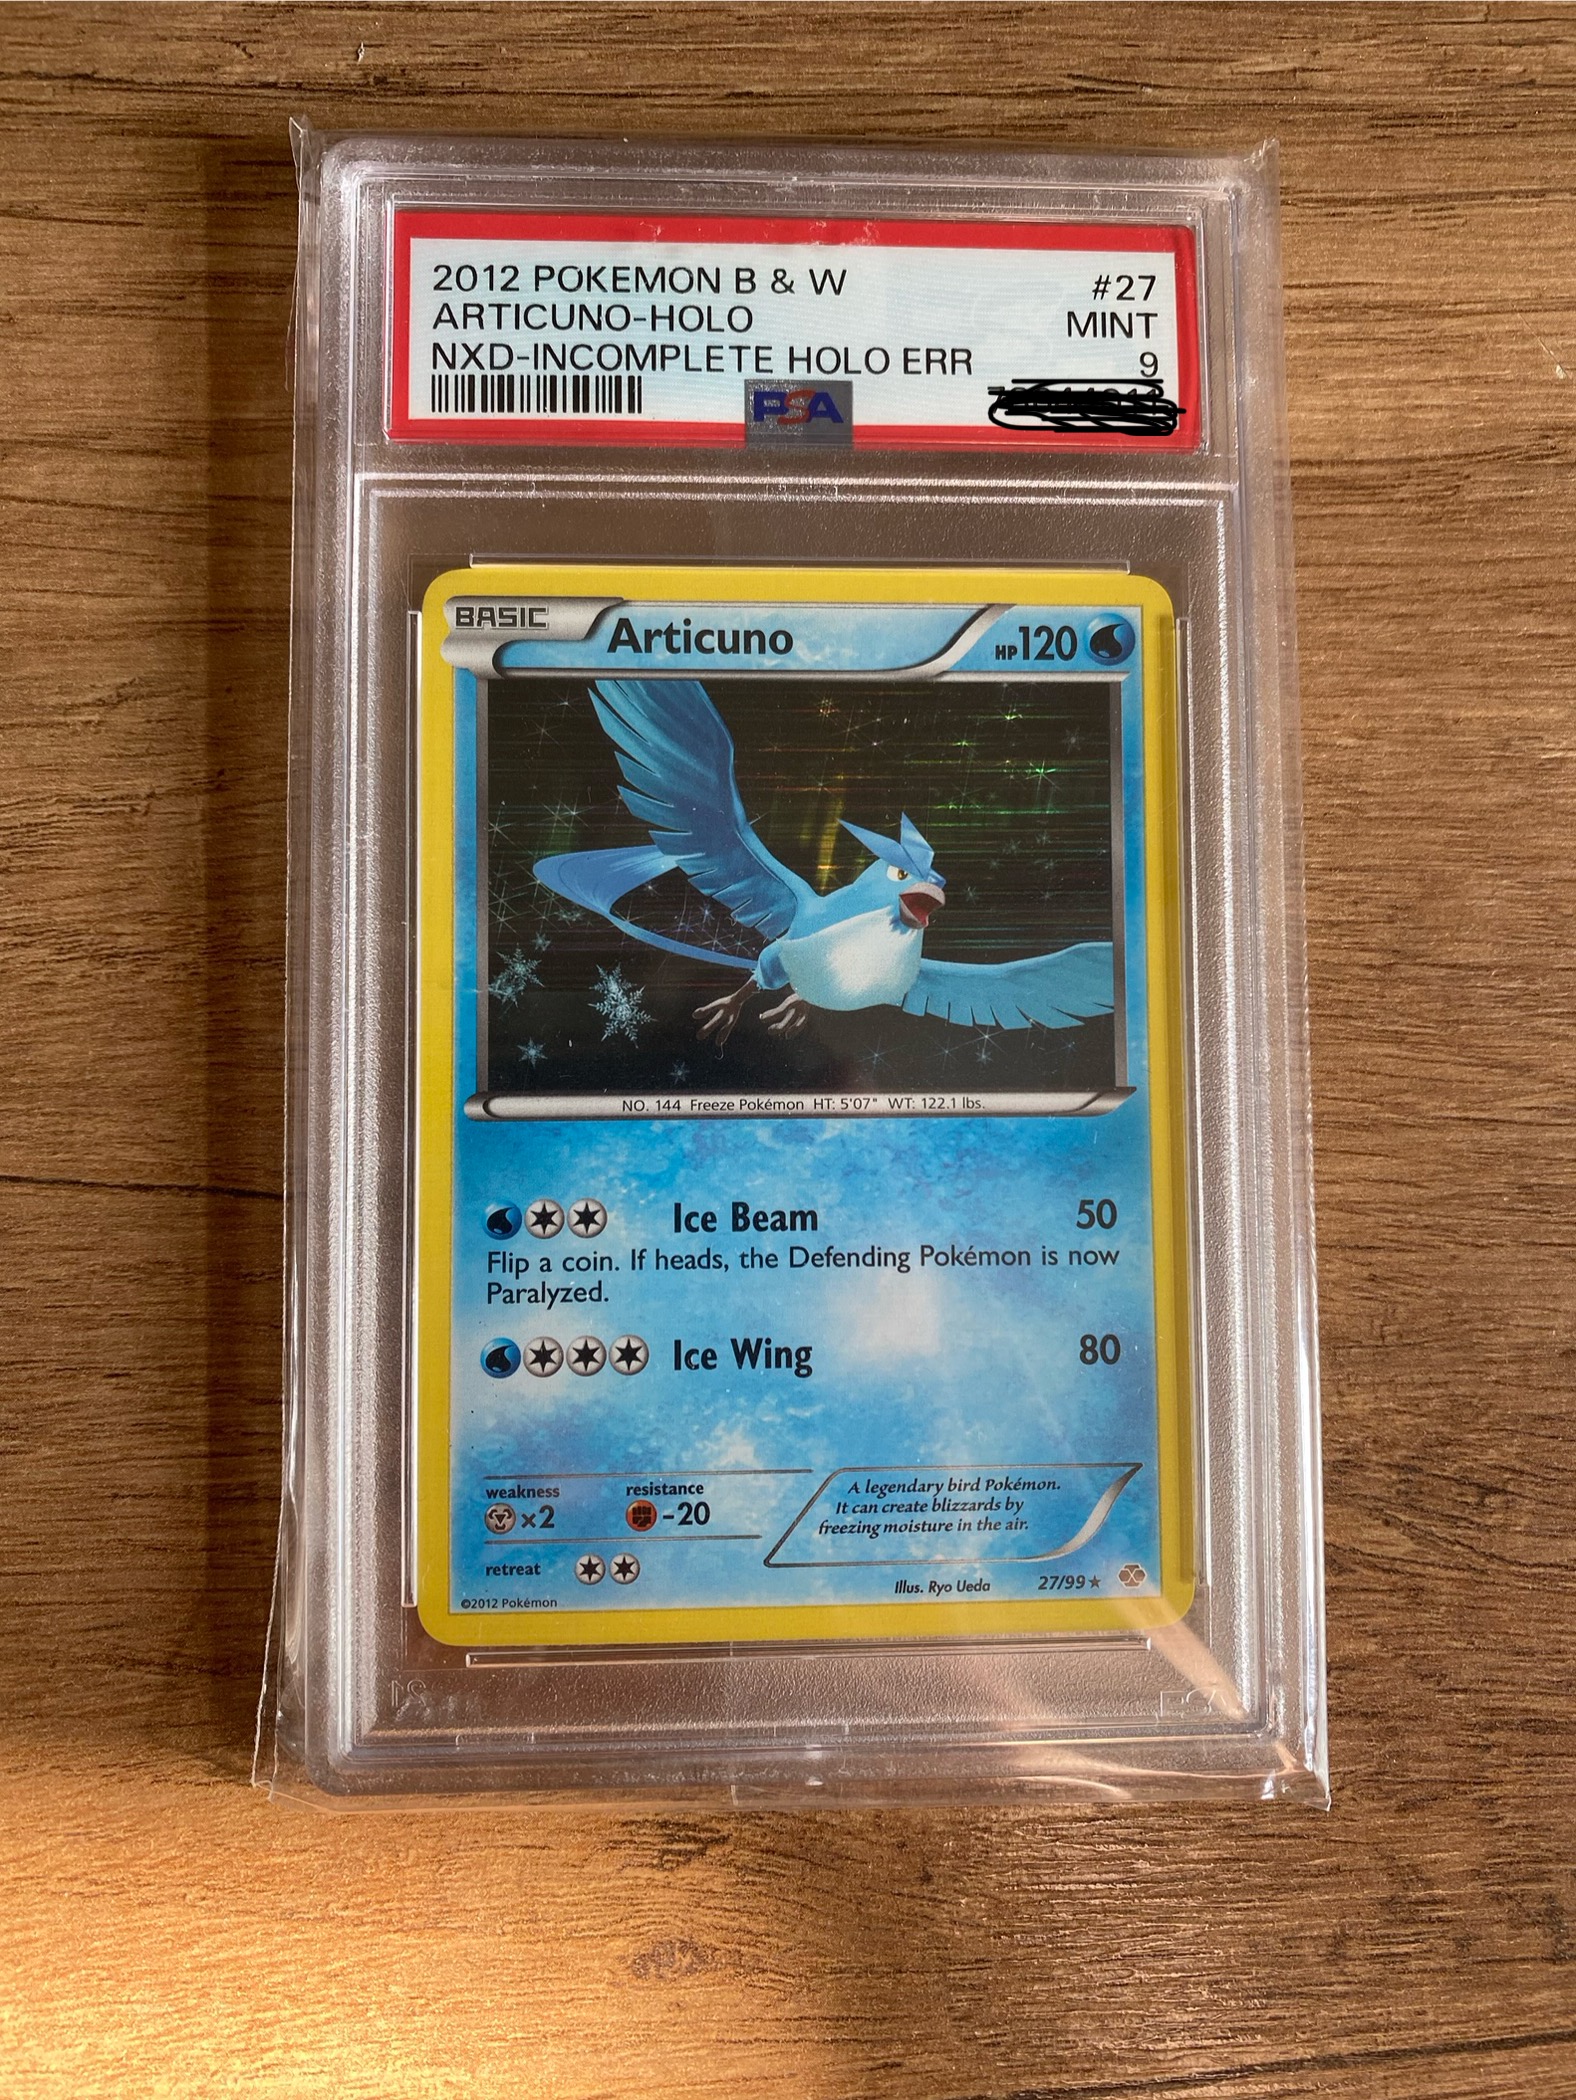 2012 POKEMON B & W
#27
ARTICUNO-HOLO
MINT
NXD-INCOMPLETE HOLO ERR
9
PSA
BASIC
Articuno
HP120
NO. 144 Freeze Pokémon HT: 5'07" WT: 122.1 lbs.
Ice Beam 50
Flip a coin. If heads, the Defending Pokémon is now
Paralyzed.
Ice Wing 80
weakness
×2
resistance
-20
retreat
A legendary bird Pokémon.
It can create blizzards by
freezing moisture in the air.
Illus. Ryo Ueda
27/99★
©2012 Pokémon
PSA